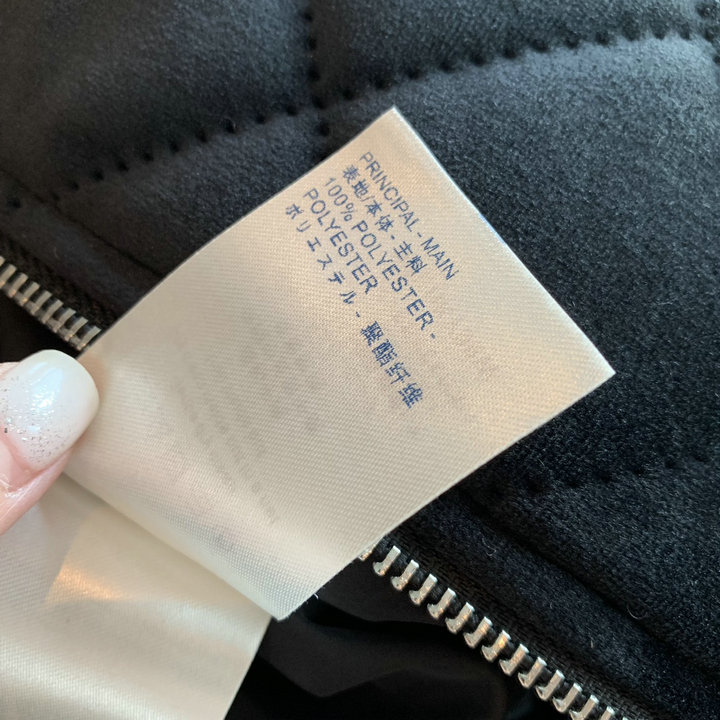 PRINCIPAL - MAIN
表地/本体 - 主料
100% POLYESTER -
POLYESTER
ポリエステル - 聚酯纤维